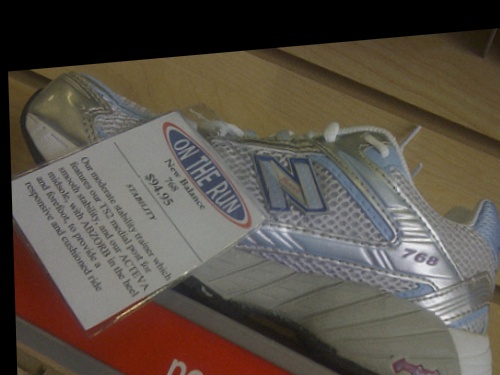 ON THE RUN
New Balance
768
$94.95
STABILITY
Our moderate stability trainer which
features our TS2 medial post for
smooth stability, and our ACTEVA
midsole, with ABZORB in the heel
and forefoot, to provide a
responsive and cushioned ride
N
768